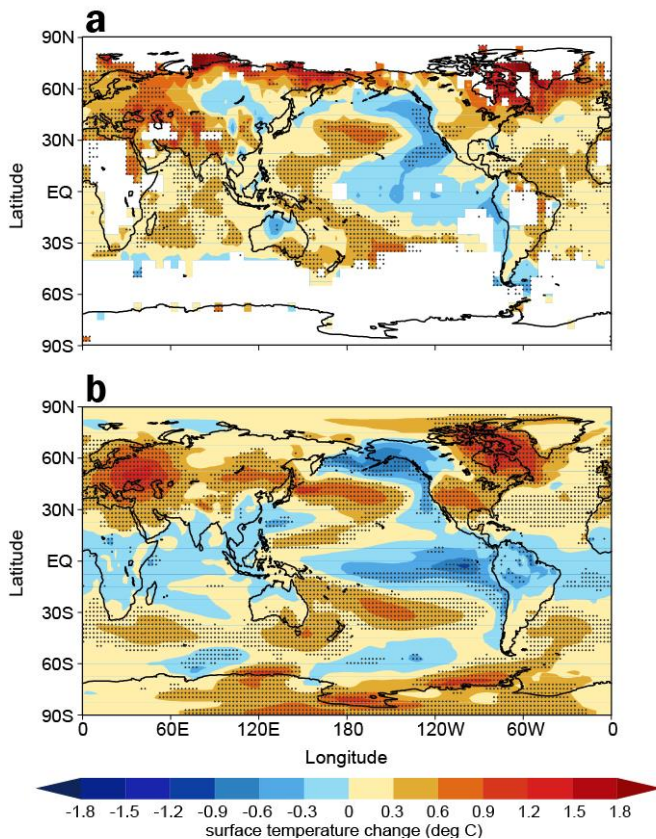 a
90N
60N
30N
EQ
30S
60S
90S
Latitude
b
90N
60N
30N
EQ
30S
60S
90S
Latitude
0 60E 120E 180 120W 60W 0
Longitude
-1.8 -1.5 -1.2 -0.9 -0.6 -0.3 0 0.3 0.6 0.9 1.2 1.5 1.8
surface temperature change (deg C)